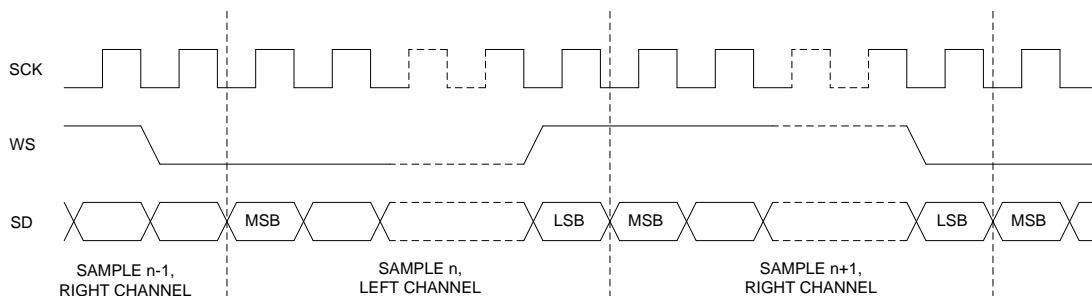 SCK
WS
SD
MSB
LSB
MSB
LSB
MSB
SAMPLE n-1,
RIGHT CHANNEL
SAMPLE n,
LEFT CHANNEL
SAMPLE n+1,
RIGHT CHANNEL